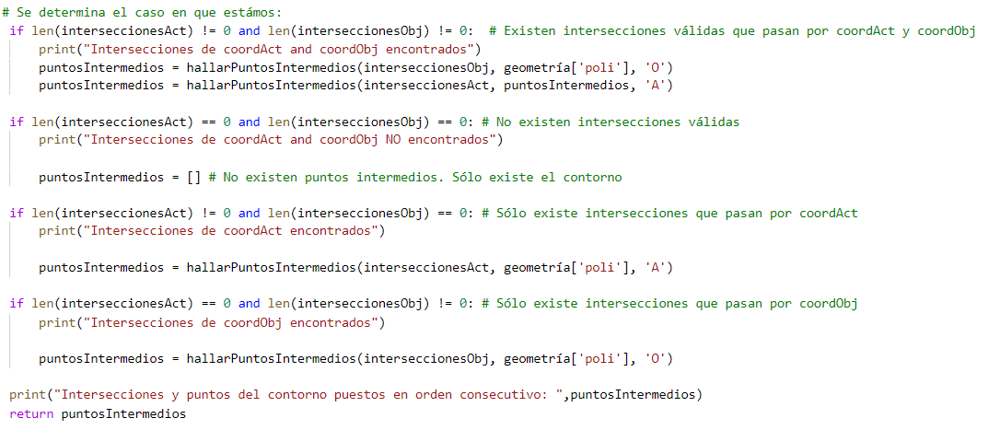 # Se determina el caso en que estámos:
if len(interseccionesAct) != 0 and len(interseccionesObj) != 0:  # Existen intersecciones válidas que pasan por coordAct y coordObj
    print("Intersecciones de coordAct and coordObj encontrados")
    puntosIntermedios = hallarPuntosIntermedios(interseccionesObj, geometría['poli'], 'O')
    puntosIntermedios = hallarPuntosIntermedios(interseccionesAct, puntosIntermedios, 'A')
if len(interseccionesAct) == 0 and len(interseccionesObj) == 0: # No existen intersecciones válidas
    print("Intersecciones de coordAct and coordObj NO encontrados")
    puntosIntermedios = [] # No existen puntos intermedios. Sólo existe el contorno
if len(interseccionesAct) != 0 and len(interseccionesObj) == 0: # Sólo existe intersecciones que pasan por coordAct
    print("Intersecciones de coordAct encontrados")
    puntosIntermedios = hallarPuntosIntermedios(interseccionesAct, geometría['poli'], 'A')
if len(interseccionesAct) == 0 and len(interseccionesObj) != 0: # Sólo existe intersecciones que pasan por coordObj
    print("Intersecciones de coordObj encontrados")
    puntosIntermedios = hallarPuntosIntermedios(interseccionesObj, geometría['poli'], 'O')
print("Intersecciones y puntos del contorno puestos en orden consecutivo: ",puntosIntermedios)
return puntosIntermedios